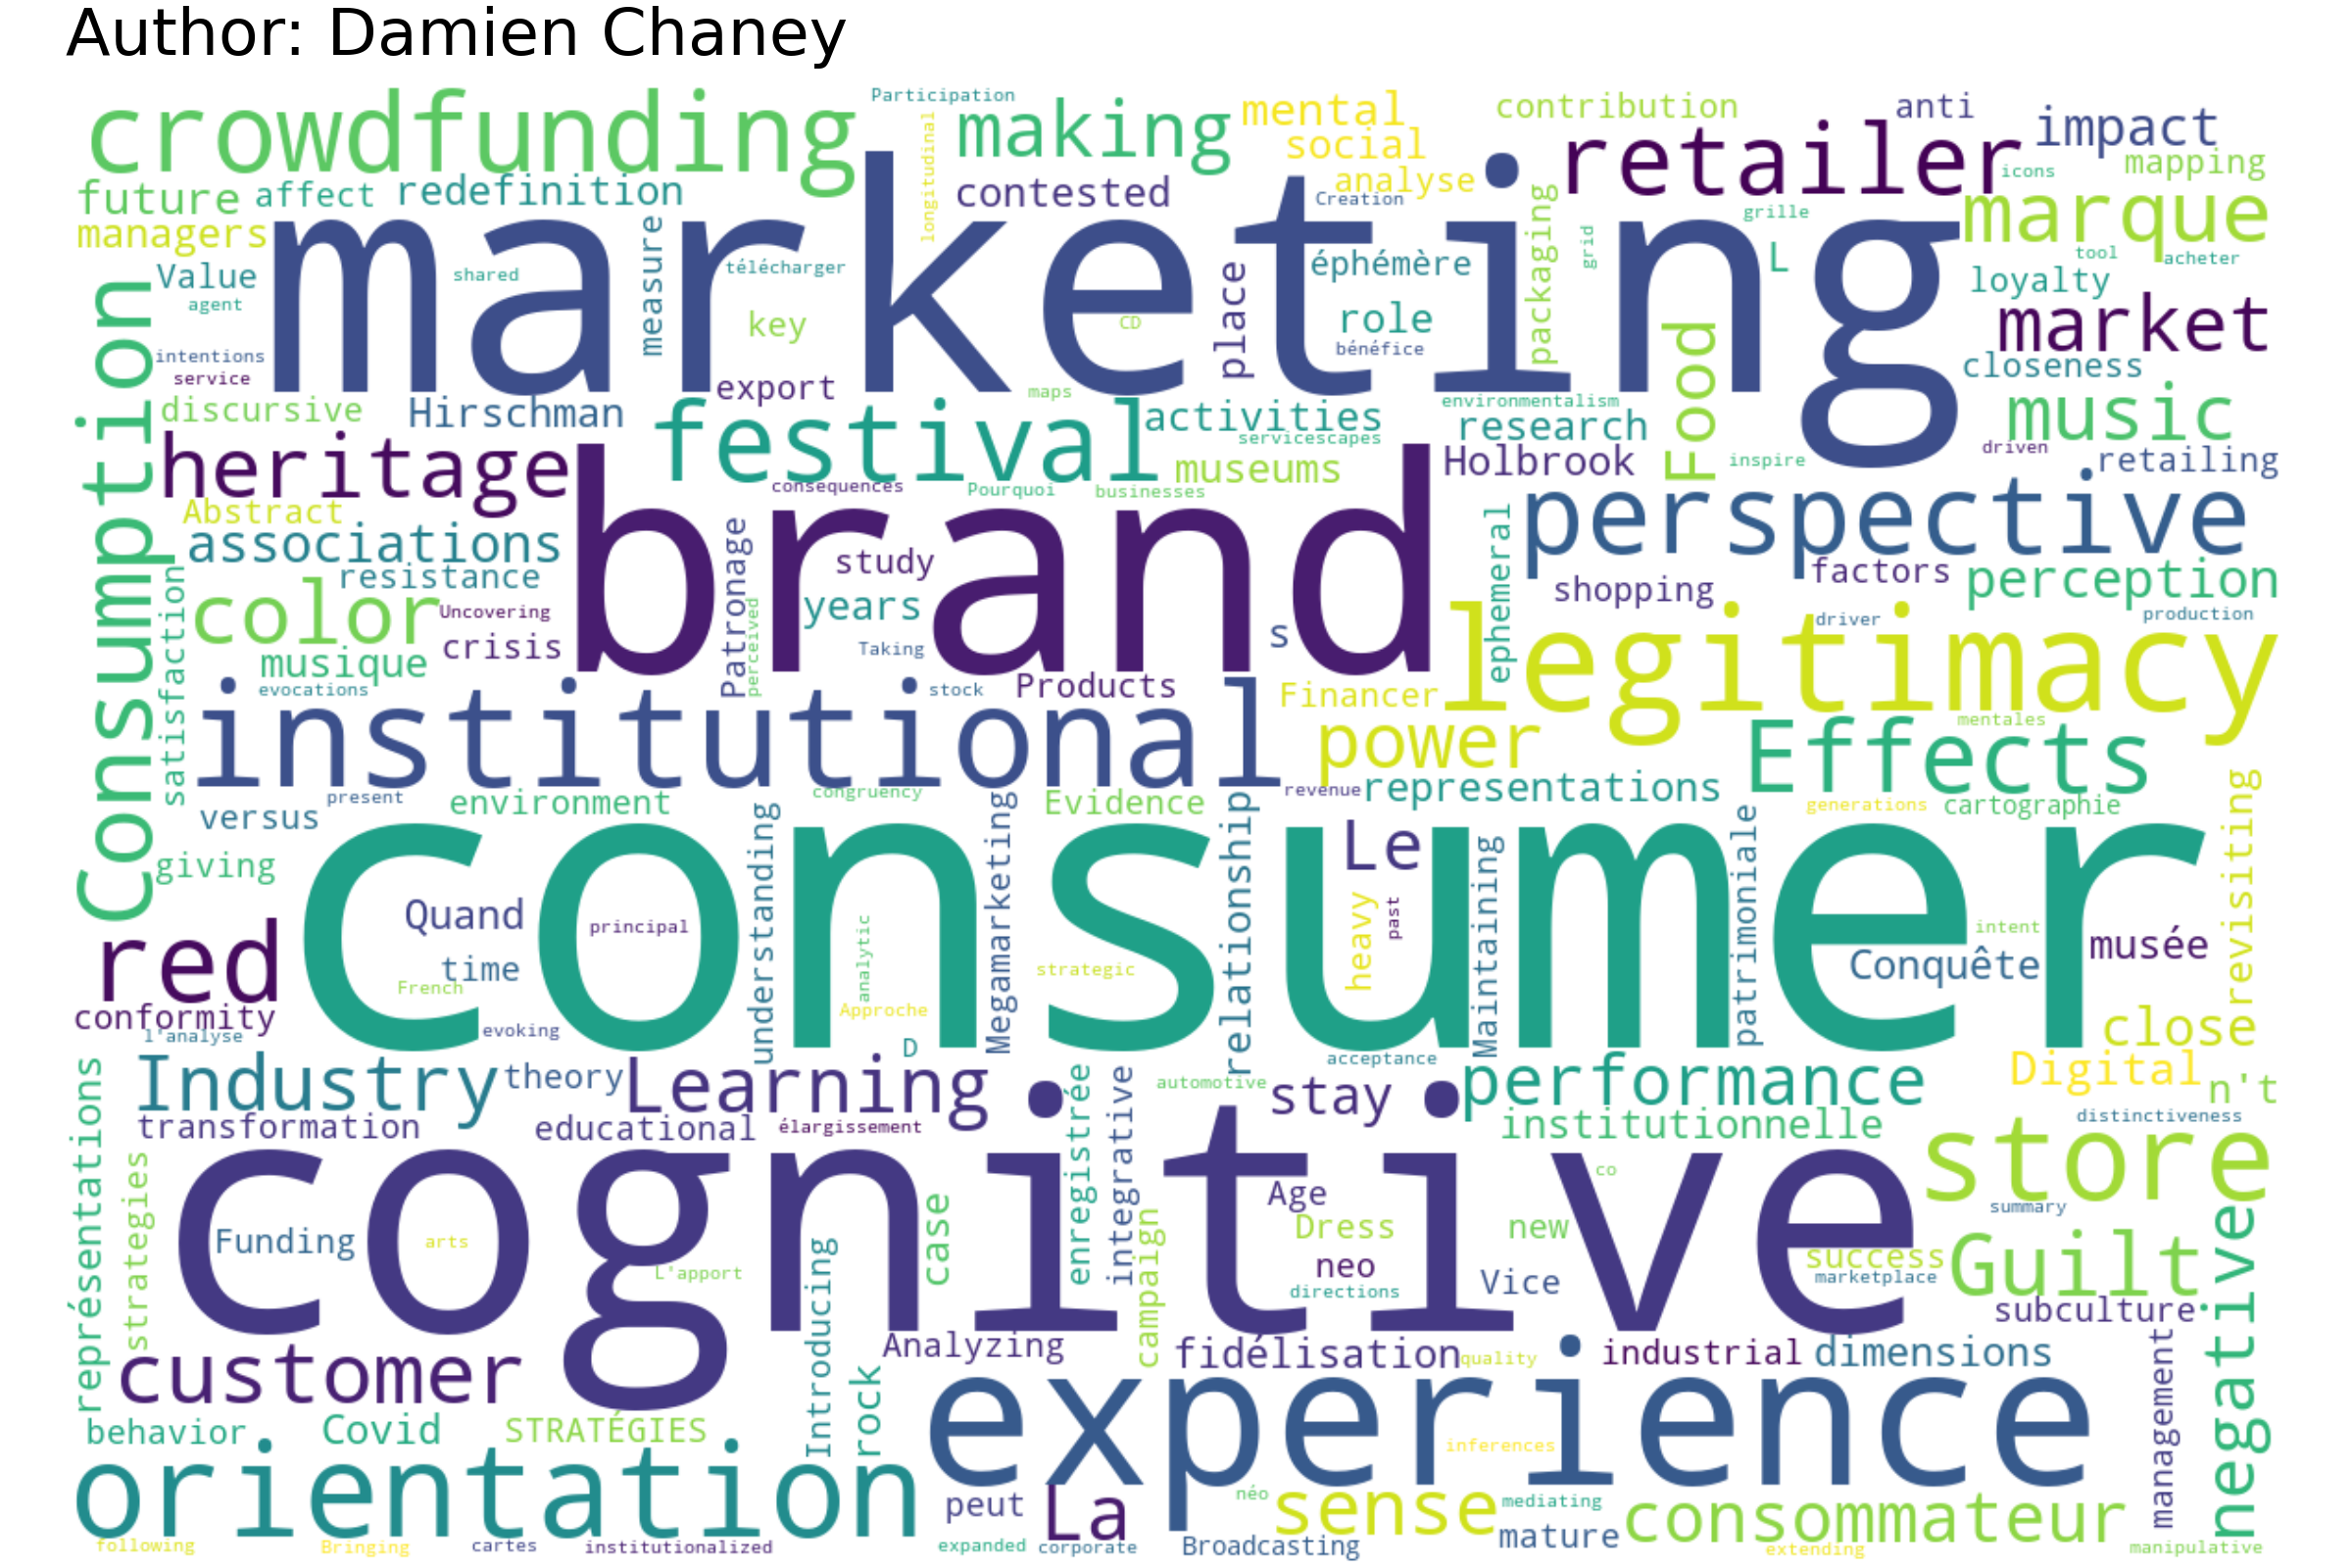 Author: Damien Chaney
crowdfunding
Participation
longitudinal
making
mental
social
analyse
contribution
anti
impact
retailer
icons
mapping
future
affect
redefinition
contested
Creation
packaging
grid
grille
marque
managers
marketing
measure
Value
shared
télécharger
agent
key
CD
place
éphémère
role
bénéfice
L
tool
acheter
loyalty
market
Consumption
intentions
service
export
maps
Food
closeness
discursive
Hirschman
festival
activities
servicescapes
environmentalism
research
music
heritage
museums
Holbrook
inspire
driven
retailing
consequences
Pourquoi
businesses
Abstract
associations
brand
perspective
resistance
Patronage
study
ephemeral
shopping
factors
perception
satisfaction
color
Uncovering
crisis
perceived
years
Taking
s
legitimacy
driver
production
musique
evocations
stock
Products
Financer
institutional
power
mentales
Effects
present
versus
environment
congruency
Evidence
revenue
representations
generations
cartographie
revisiting
giving
consumer
understanding
Megamarketing
relationship
Le
heavy
past
Maintaining
patrimoniale
Quand
principal
analytic
strategic
intent
musée
red
time
French
Approche
Conquête
conformity
l'analyse
evoking
D
close
représentations
Industry
theory
Learning
acceptance
automotive
stay
performance
Digital
n't
transformation
educational
élargissement
enregistrée
integrative
institutionnelle
distinctiveness
store
strategies
cognitive
case
campaign
Age
co
Funding
arts
L'apport
Dress
new
summary
neo
directions
Vice
success
marketplace
Guilt
negative
subculture
customer
Introducing
Analyzing
fidélisation
quality
industrial
dimensions
management
behavior
Covid
STRATÉGIES
rock
experience
inferences
orientation
peut
La
néo
sense
mediating
mature
consommateur
following
Bringing
cartes
institutionalized
expanded
corporate
Broadcasting
extending
manipulative